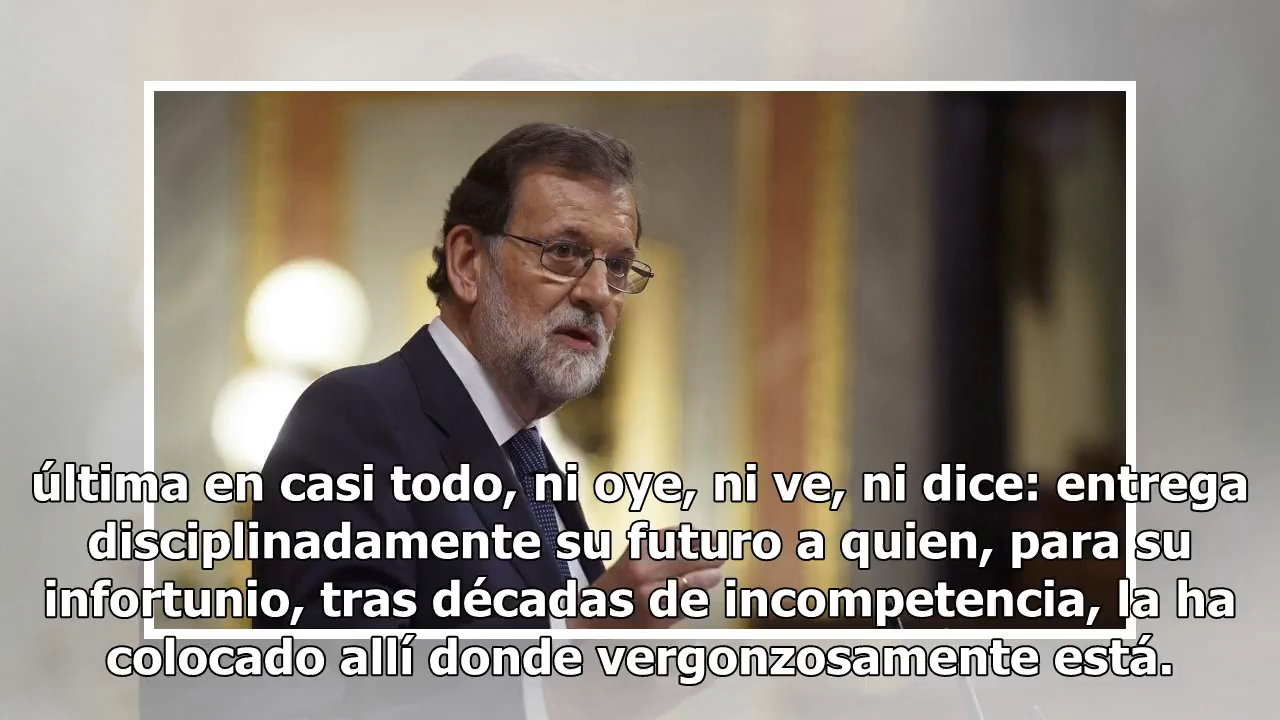 última en casi todo, ni oye, ni ve, ni dice: entrega
disciplinadamente su futuro a quien, para su
infortunio, tras décadas de incompetencia, la ha
colocado allí donde vergonzosamente está.